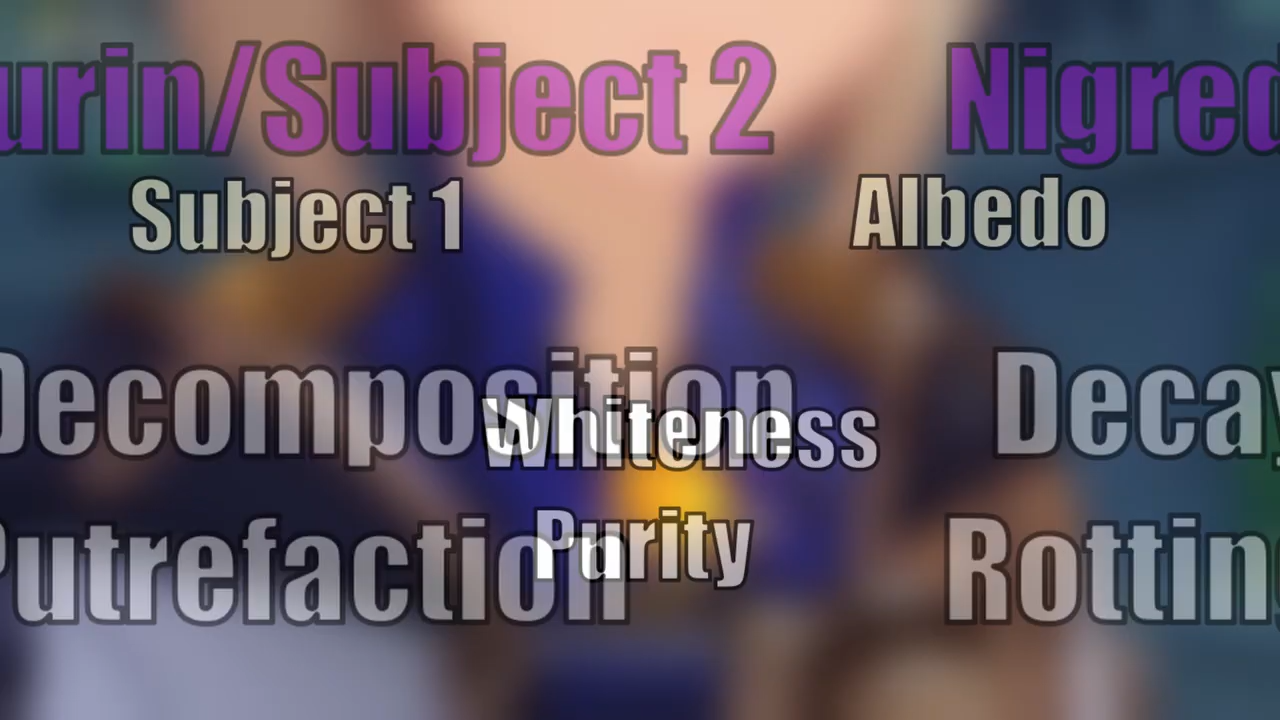 urin/Subject 2 Nigred
Subject 1 Albedo
Decomposition Decay
Whiteness
Purity
Putrefaction Rotting